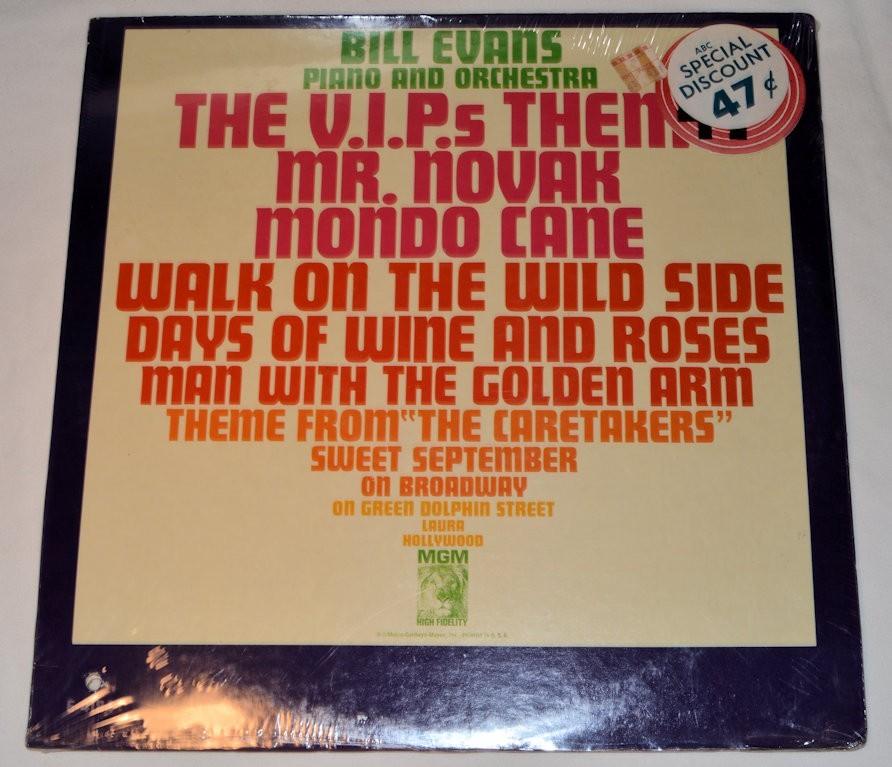 BILL EVANS
PIANO AND ORCHESTRA
THE V.I.P.s THEM
MR. NOVAK
MONDO CANE
WALK ON THE WILD SIDE
DAYS OF WINE AND ROSES
MAN WITH THE GOLDEN ARM
THEME FROM "THE CARETAKERS"
SWEET SEPTEMBER
ON BROADWAY
ON GREEN DOLPHIN STREET
LAURA
HOLLYWOOD
MGM
HIGH FIDELITY
ABC
SPECIAL
DISCOUNT
47¢